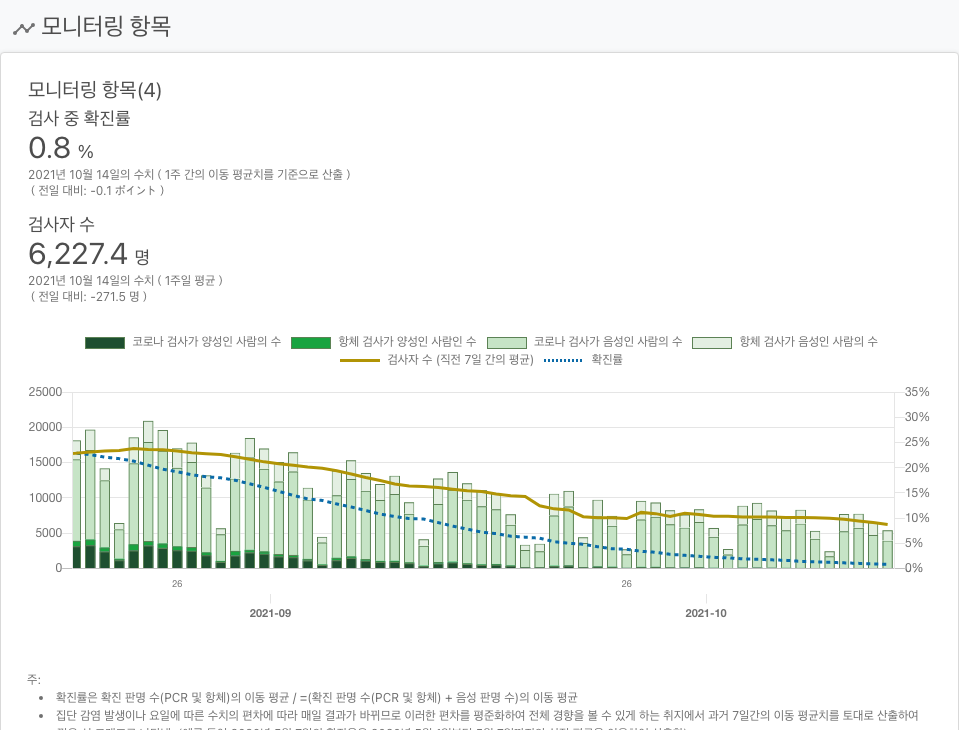 모니터링 항목
모니터링 항목(4)
검사 중 확진률
0.8 %
2021년 10월 14일의 수치 ( 1주 간의 이동 평균치를 기준으로 산출 )
( 전일 대비: -0.1 ポイント )
검사자 수
6,227.4 명
2021년 10월 14일의 수치 ( 1주일 평균 )
( 전일 대비: -271.5 명 )
코로나 검사가 양성인 사람의 수 항체 검사가 양성인 사람인 수 코로나 검사가 음성인 사람의 수 항체 검사가 음성인 사람의 수
검사자 수 (직전 7일 간의 평균) 확진률
25000 35%
30%
20000 25%
15000 20%
15%
10000 10%
5000 5%
0 0%
26 26
2021-09 2021-10
주:
• 확진률은 확진 판명 수(PCR 및 항체)의 이동 평균 / =(확진 판명 수(PCR 및 항체) + 음성 판명 수)의 이동 평균
• 집단 감염 발생이나 요일에 따른 수치의 편차에 따라 매일 결과가 바뀌므로 이러한 편차를 평준화하여 전체 경향을 볼 수 있게 하는 취지에서 과거 7일간의 이동 평균치를 토대로 산출하여